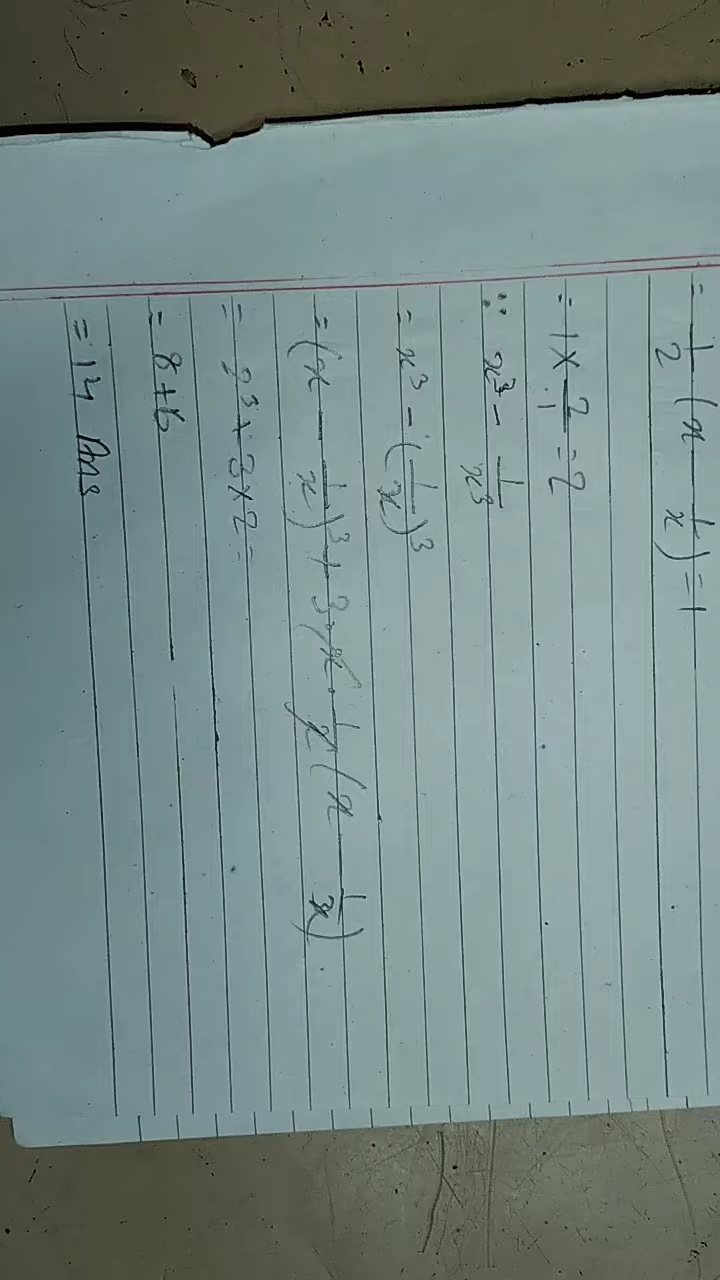 = 1/2 (x - 1/x) = 1
= 1 × 2/1 = 2
∵ x³ - 1/x³
= x³ - (1/x)³
= (x - 1/x)³ + 3·x·1/x (x - 1/x)
= 2³ + 3 × 2 =
= 8 + 6
= 14 Ans